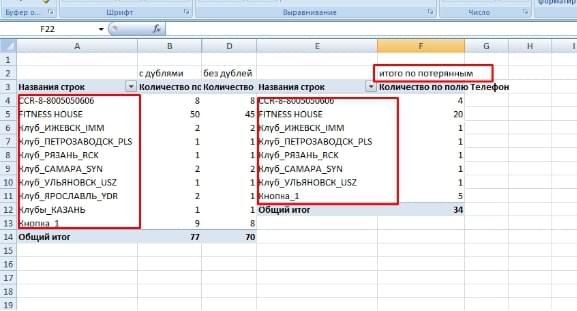 Буфер о... Шрифт Выравнивание Число
F22 fx
A B D E F G H I
1
2 с дублями без дублей итого по потерянным
3 Названия строк Количество по Количество Названия строк Количество по полю Телефон
4 CCR-8-8005050606 8 8 CCR-8-8005050606 4
5 FITNESS HOUSE 50 45 FITNESS HOUSE 20
6 Клуб_ИЖЕВСК_IMM 2 2 Клуб_ИЖЕВСК_IMM 1
7 Клуб_ПЕТРОЗАВОДСК_PLS 1 1 Клуб_ПЕТРОЗАВОДСК_PLS 1
8 Клуб_РЯЗАНЬ_RCK 1 1 Клуб_РЯЗАНЬ_RCK 1
9 Клуб_САМАРА_SYN 2 2 Клуб_САМАРА_SYN 1
10 Клуб_УЛЬЯНОВСК_USZ 1 1 Клуб_УЛЬЯНОВСК_USZ 1
11 Клуб_ЯРОСЛАВЛЬ_YDR 2 1 Кнопка_1 5
12 Клубы_КАЗАНЬ 1 1 Общий итог 34
13 Кнопка_1 9 8
14 Общий итог 77 70
15
16
17
18
19